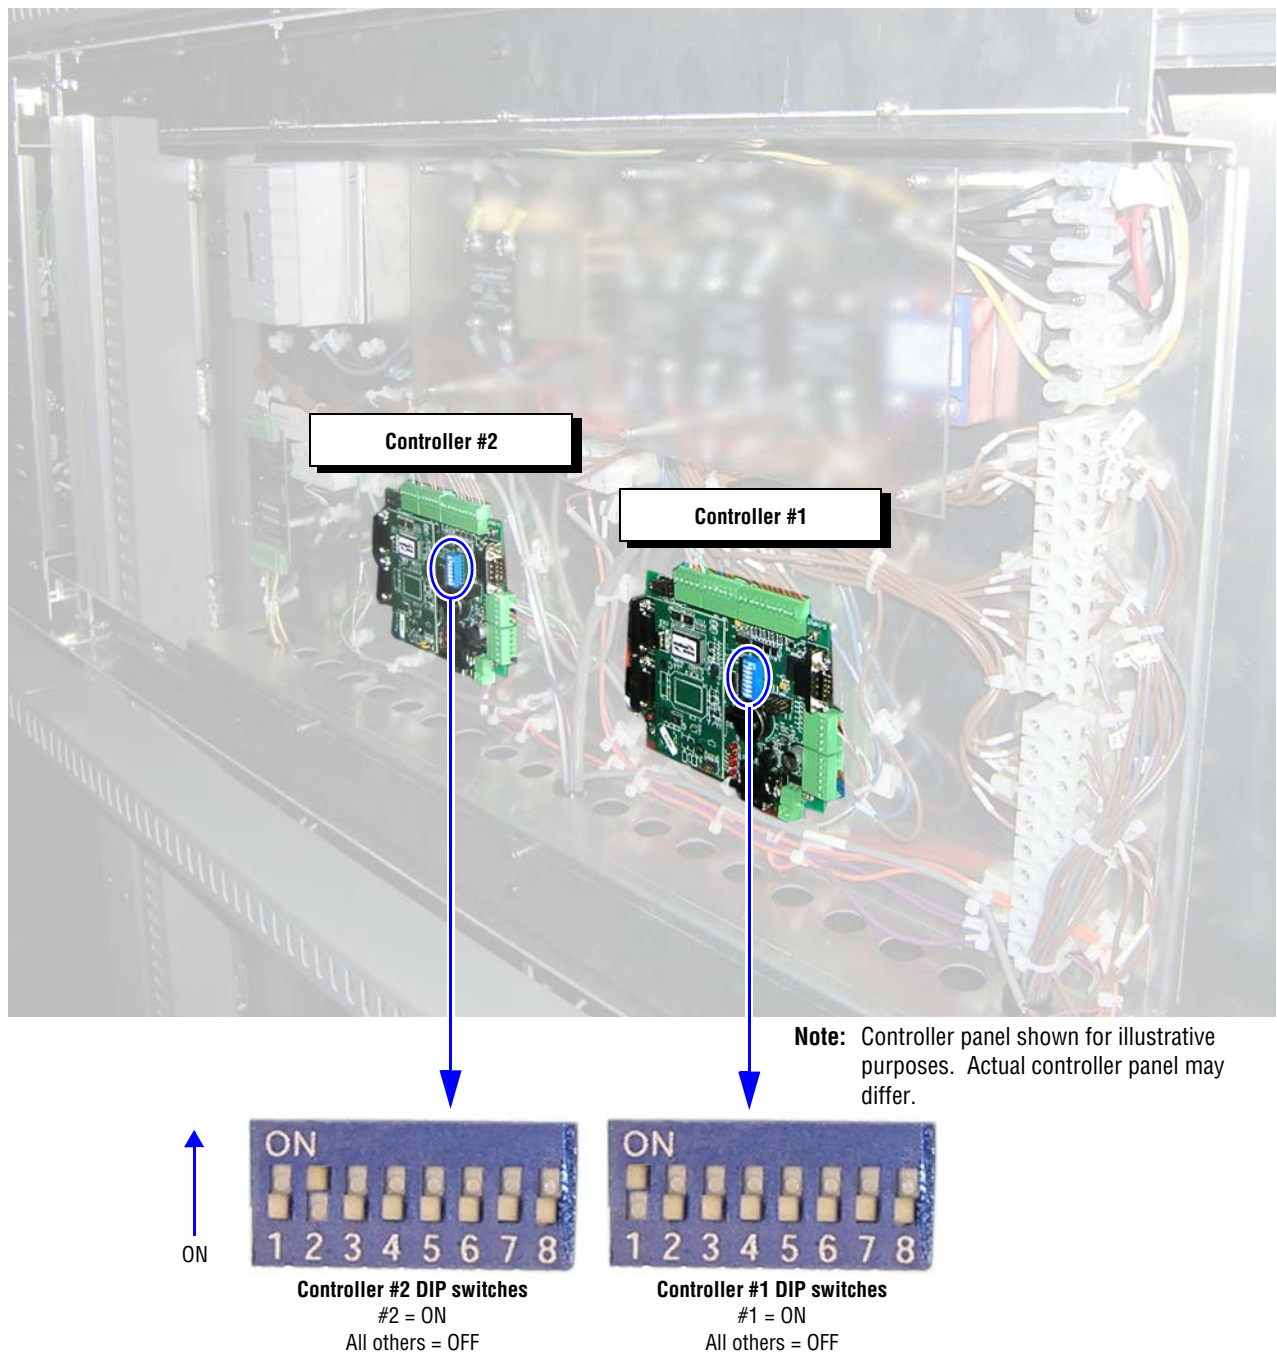 Controller #2
Controller #1
Note: Controller panel shown for illustrative
purposes. Actual controller panel may
differ.
ON
1 2 3 4 5 6 7 8
ON
1 2 3 4 5 6 7 8
ON
Controller #2 DIP switches
#2 = ON
All others = OFF
Controller #1 DIP switches
#1 = ON
All others = OFF